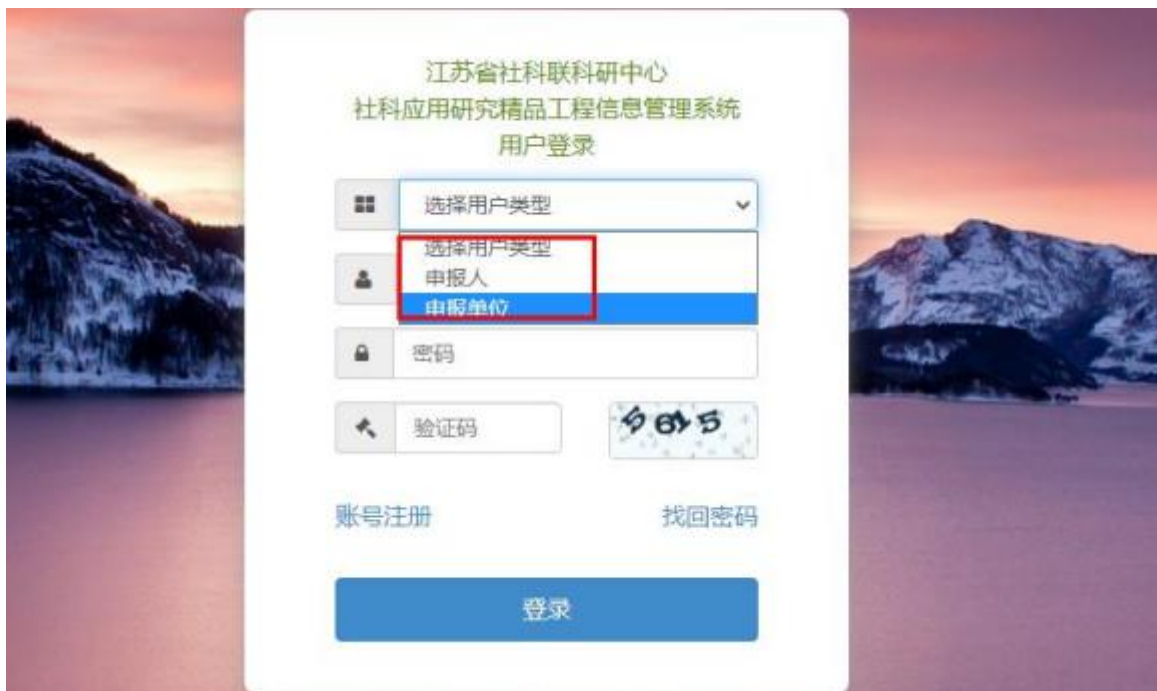 江苏省社科联科研中心
社科应用研究精品工程信息管理系统
用户登录
选择用户类型
选择用户类型
申报人
申报单位
密码
验证码
5615
账号注册
找回密码
登录